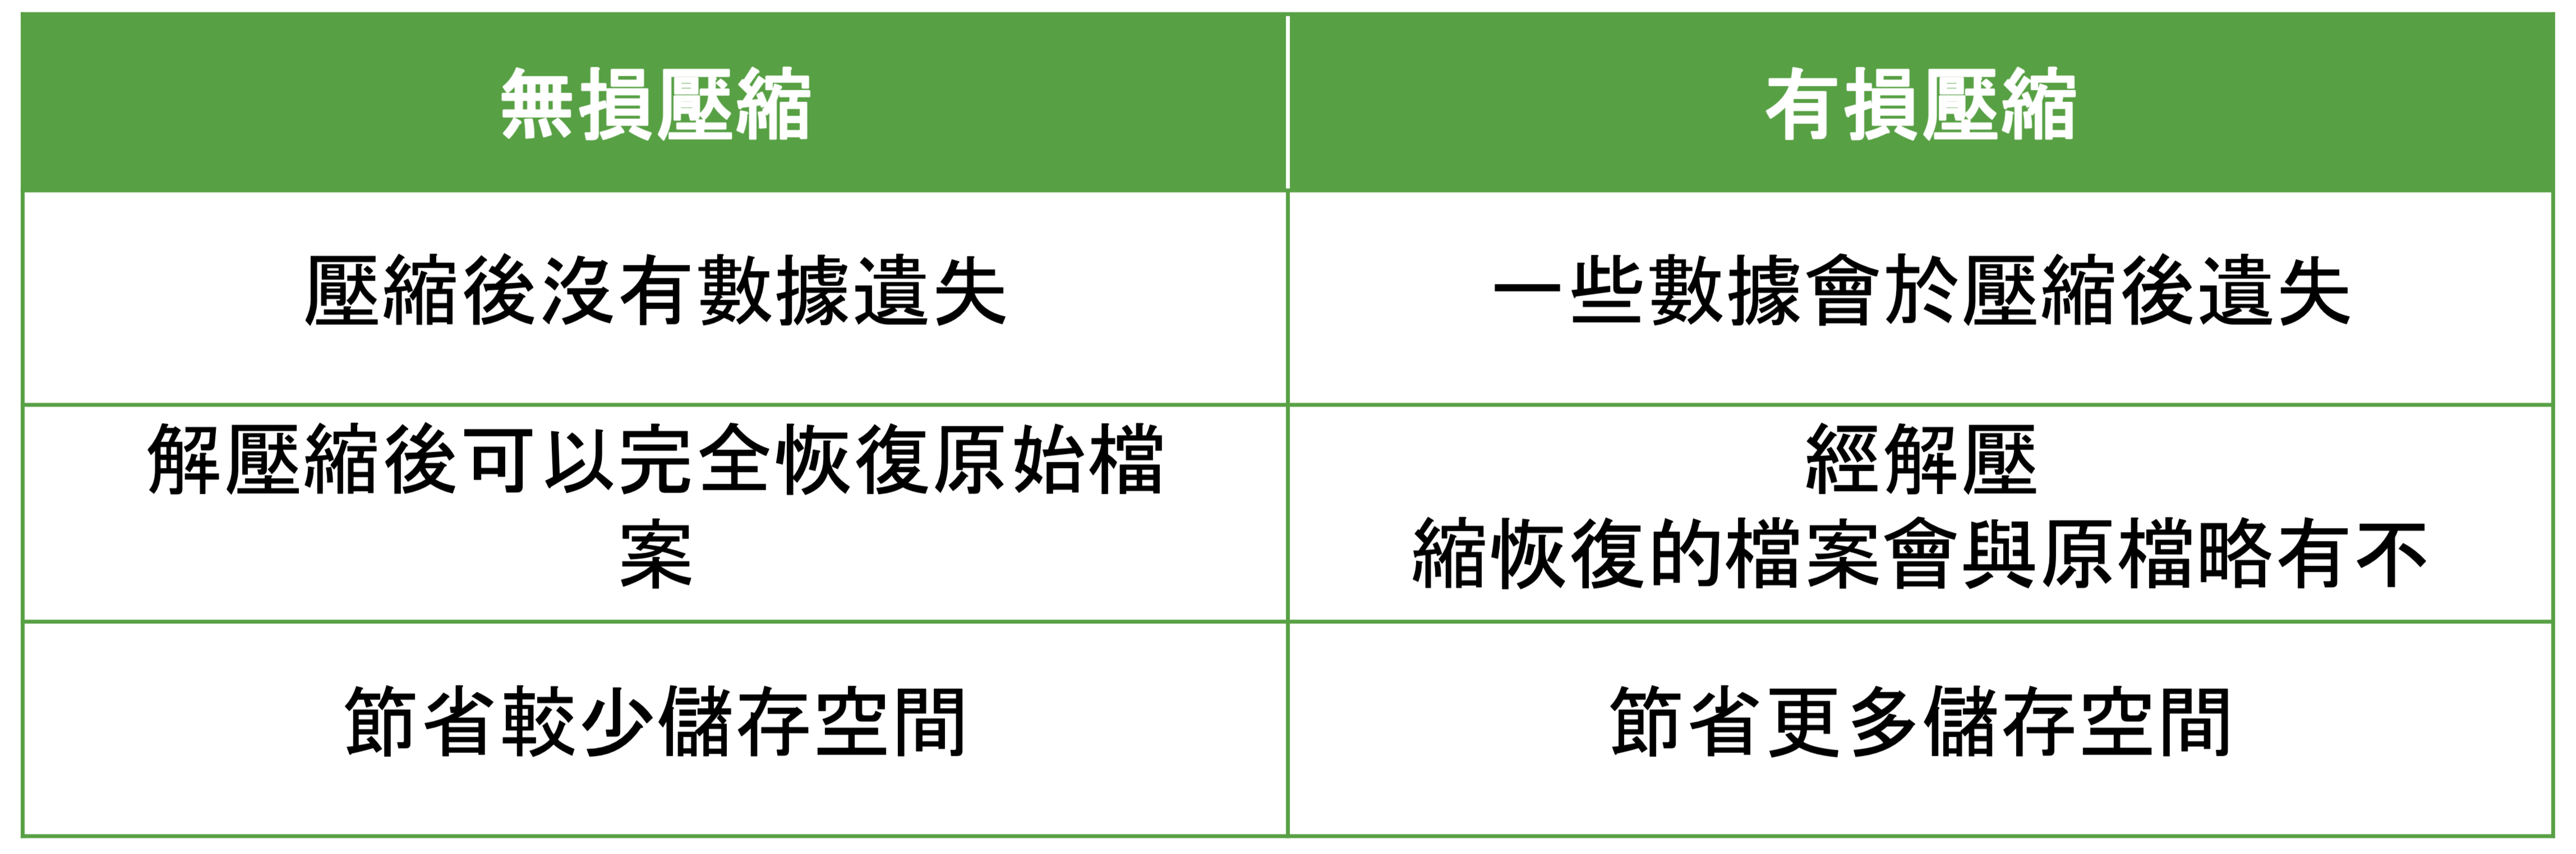 無損壓縮
有損壓縮
壓縮後沒有數據遺失
一些數據會於壓縮後遺失
解壓縮後可以完全恢復原始檔
案
經解壓
縮恢復的檔案會與原檔略有不
節省較少儲存空間
節省更多儲存空間